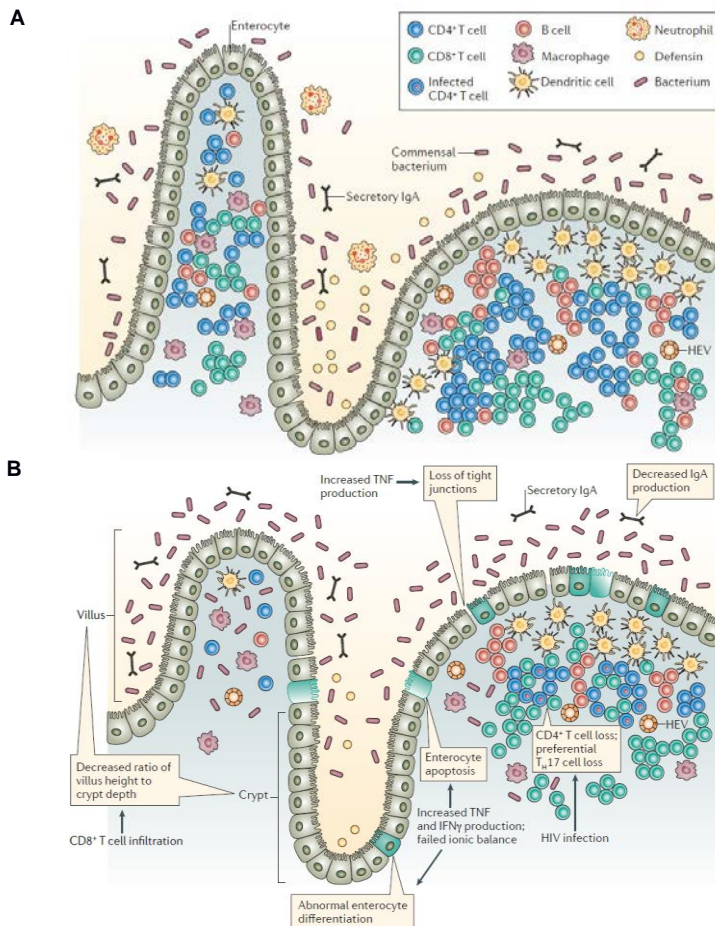 A
Enterocyte
CD4⁺ T cell
B cell
Neutrophil
CD8⁺ T cell
Macrophage
Defensin
Infected
CD4⁺ T cell
Dendritic cell
Bacterium
Commensal
bacterium
Secretory IgA
HEV
B
Increased TNF
production
Loss of tight
junctions
Secretory IgA
Decreased IgA
production
Villus
HEV
CD4⁺ T cell loss;
preferential
TH17 cell loss
Enterocyte
apoptosis
Decreased ratio of
villus height to
crypt depth
Crypt
Increased TNF
and IFNγ production;
failed ionic balance
HIV infection
CD8⁺ T cell infiltration
Abnormal enterocyte
differentiation